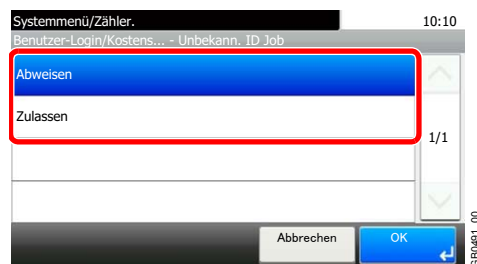 Systemmenü/Zähler.
10:10
Benutzer-Login/Kostens... - Unbekann. ID Job
Abweisen
Zulassen
1/1
Abbrechen
OK